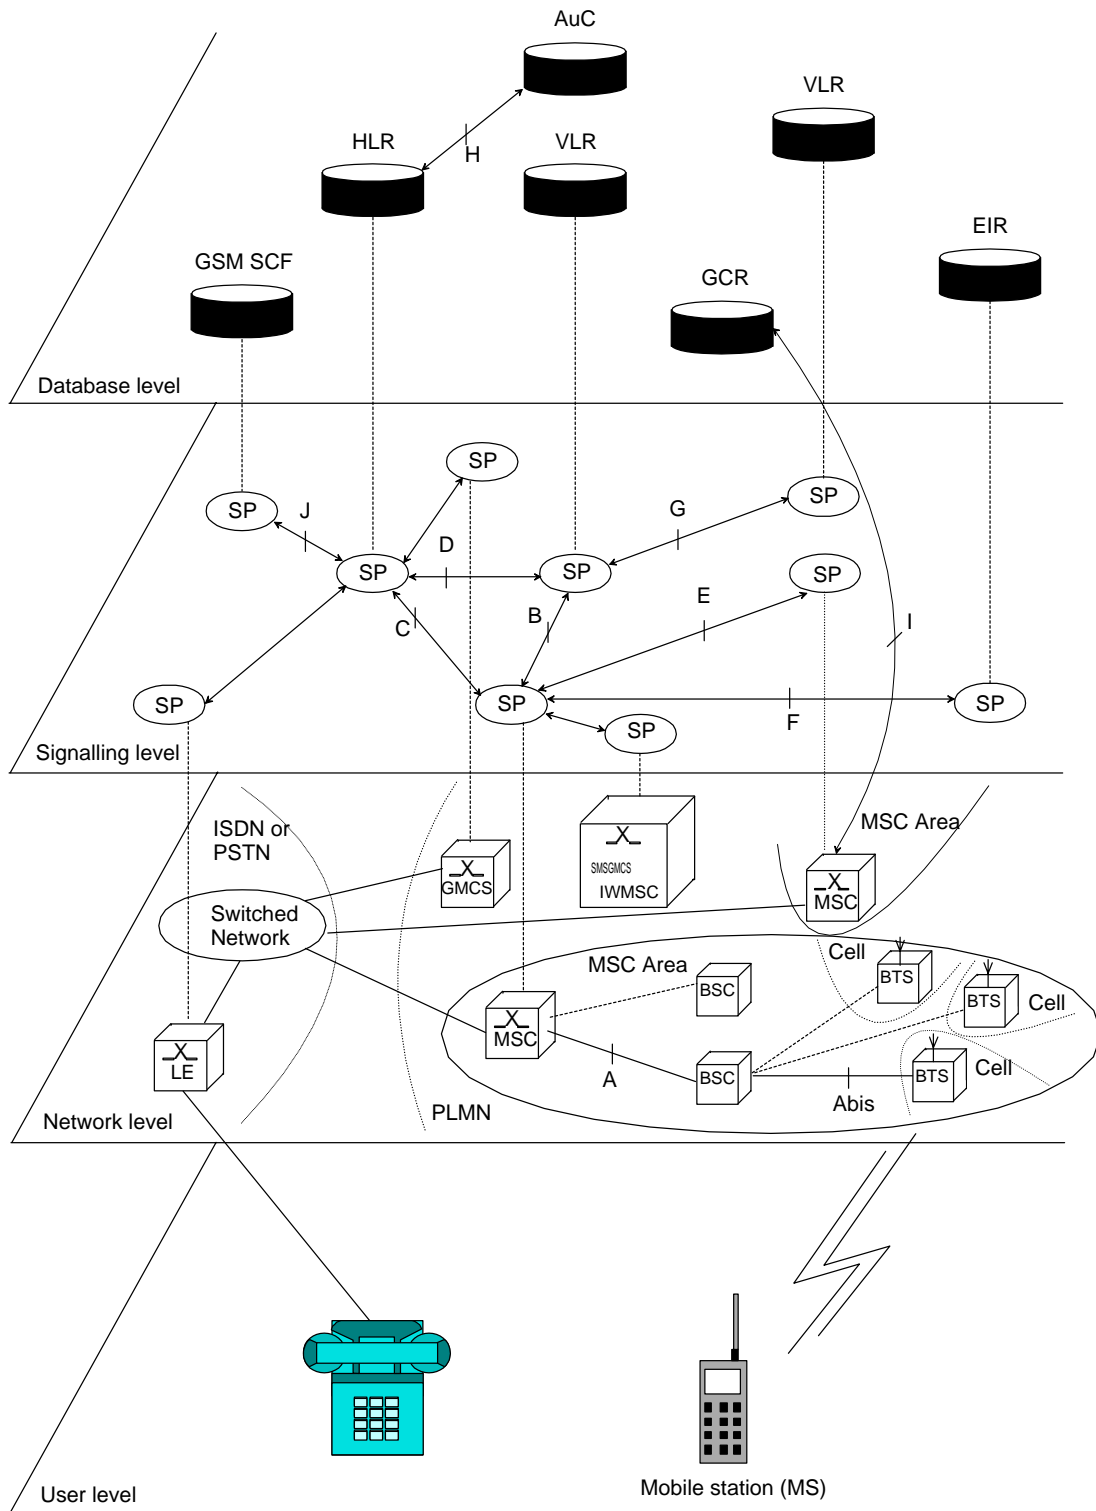 AuC
VLR
HLR
VLR
H
EIR
GSM SCF
GCR
Database level
SP
SP
J
G
SP
D
SP
SP
SP
E
B
C
I
SP
SP
SP
F
SP
Signalling level
ISDN or
PSTN
MSC Area
X
SMSGMCS
IWMSC
X
GMCS
X
MSC
Switched
Network
Cell
MSC Area
BSC
BTS
BTS
Cell
X
MSC
X
LE
A
BSC
Abis
BTS
Cell
PLMN
Network level
Mobile station (MS)
User level